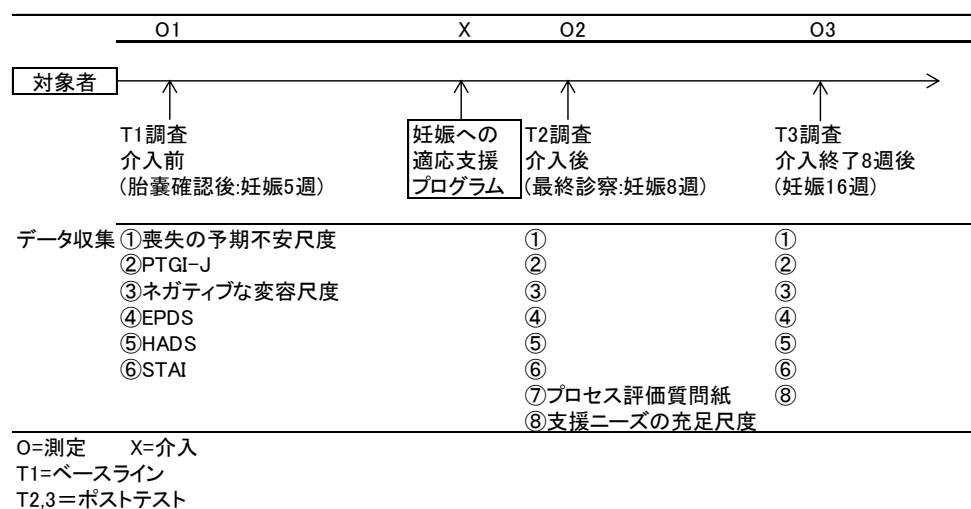 O1 X O2 O3
対象者
T1調査 妊娠への T2調査 T3調査
介入前 適応支援 介入後 介入終了8週後
(胎嚢確認後:妊娠5週) プログラム (最終診察:妊娠8週) (妊娠16週)
データ収集 ①喪失の予期不安尺度 ① ①
②PTGI-J ② ②
③ネガティブな変容尺度 ③ ③
④EPDS ④ ④
⑤HADS ⑤ ⑤
⑥STAI ⑥ ⑥
⑦プロセス評価質問紙 ⑧
⑧支援ニーズの充足尺度
O=測定 X=介入
T1=ベースライン
T2,3=ポストテスト